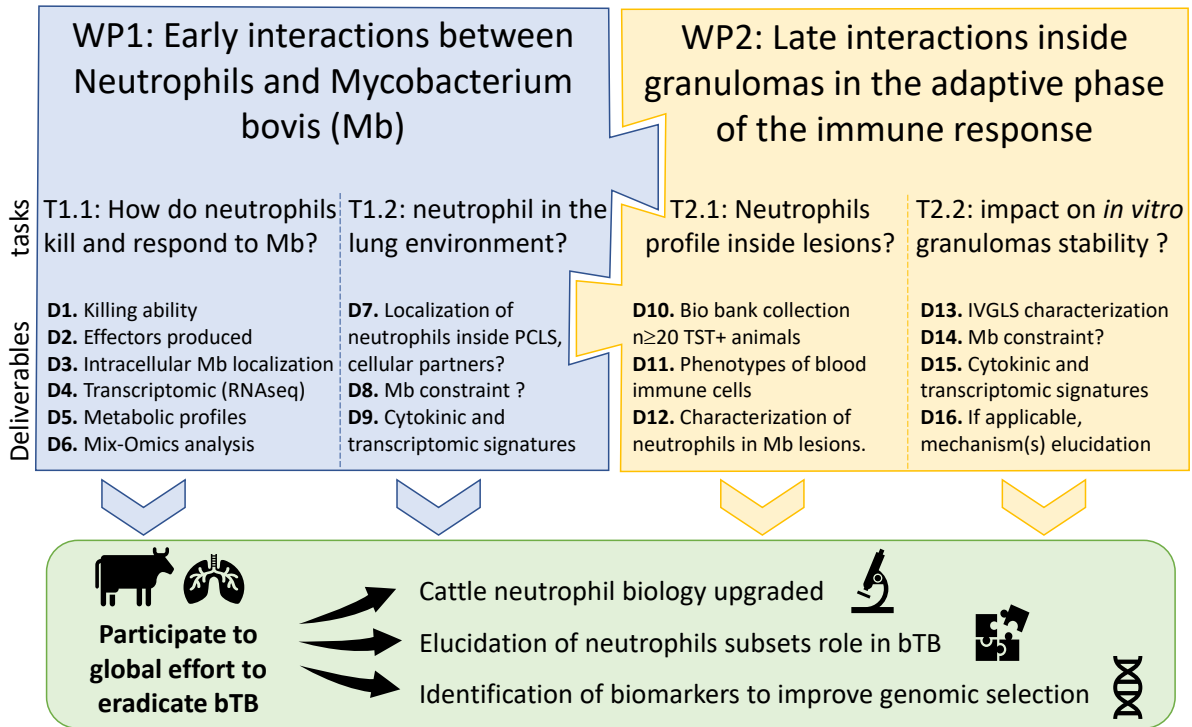 WP1: Early interactions between
Neutrophils and Mycobacterium
bovis (Mb)
WP2: Late interactions inside
granulomas in the adaptive phase
of the immune response
tasks
T1.1: How do neutrophils
kill and respond to Mb?
T1.2: neutrophil in the
lung environment?
T2.1: Neutrophils
profile inside lesions?
T2.2: impact on in vitro
granulomas stability ?
Deliverables
D1. Killing ability
D2. Effectors produced
D3. Intracellular Mb localization
D4. Transcriptomic (RNAseq)
D5. Metabolic profiles
D6. Mix-Omics analysis
D7. Localization of
neutrophils inside PCLS,
cellular partners?
D8. Mb constraint ?
D9. Cytokinic and
transcriptomic signatures
D10. Bio bank collection
n≥20 TST+ animals
D11. Phenotypes of blood
immune cells
D12. Characterization of
neutrophils in Mb lesions.
D13. IVGLS characterization
D14. Mb constraint?
D15. Cytokinic and
transcriptomic signatures
D16. If applicable,
mechanism(s) elucidation
Participate to
global effort to
eradicate bTB
Cattle neutrophil biology upgraded
Elucidation of neutrophils subsets role in bTB
Identification of biomarkers to improve genomic selection